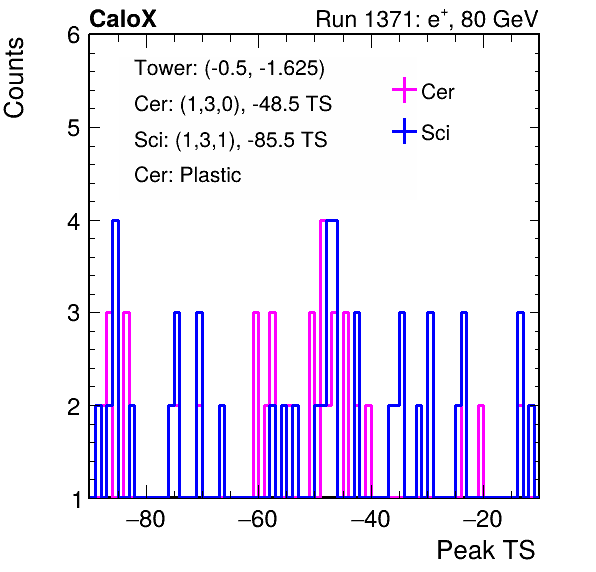 CaloX Run 1371: e⁺, 80 GeV
Counts
6
5
4
3
2
1
Tower: (-0.5, -1.625)
Cer: (1,3,0), -48.5 TS
Sci: (1,3,1), -85.5 TS
Cer: Plastic
Cer
Sci
−80 −60 −40 −20
Peak TS